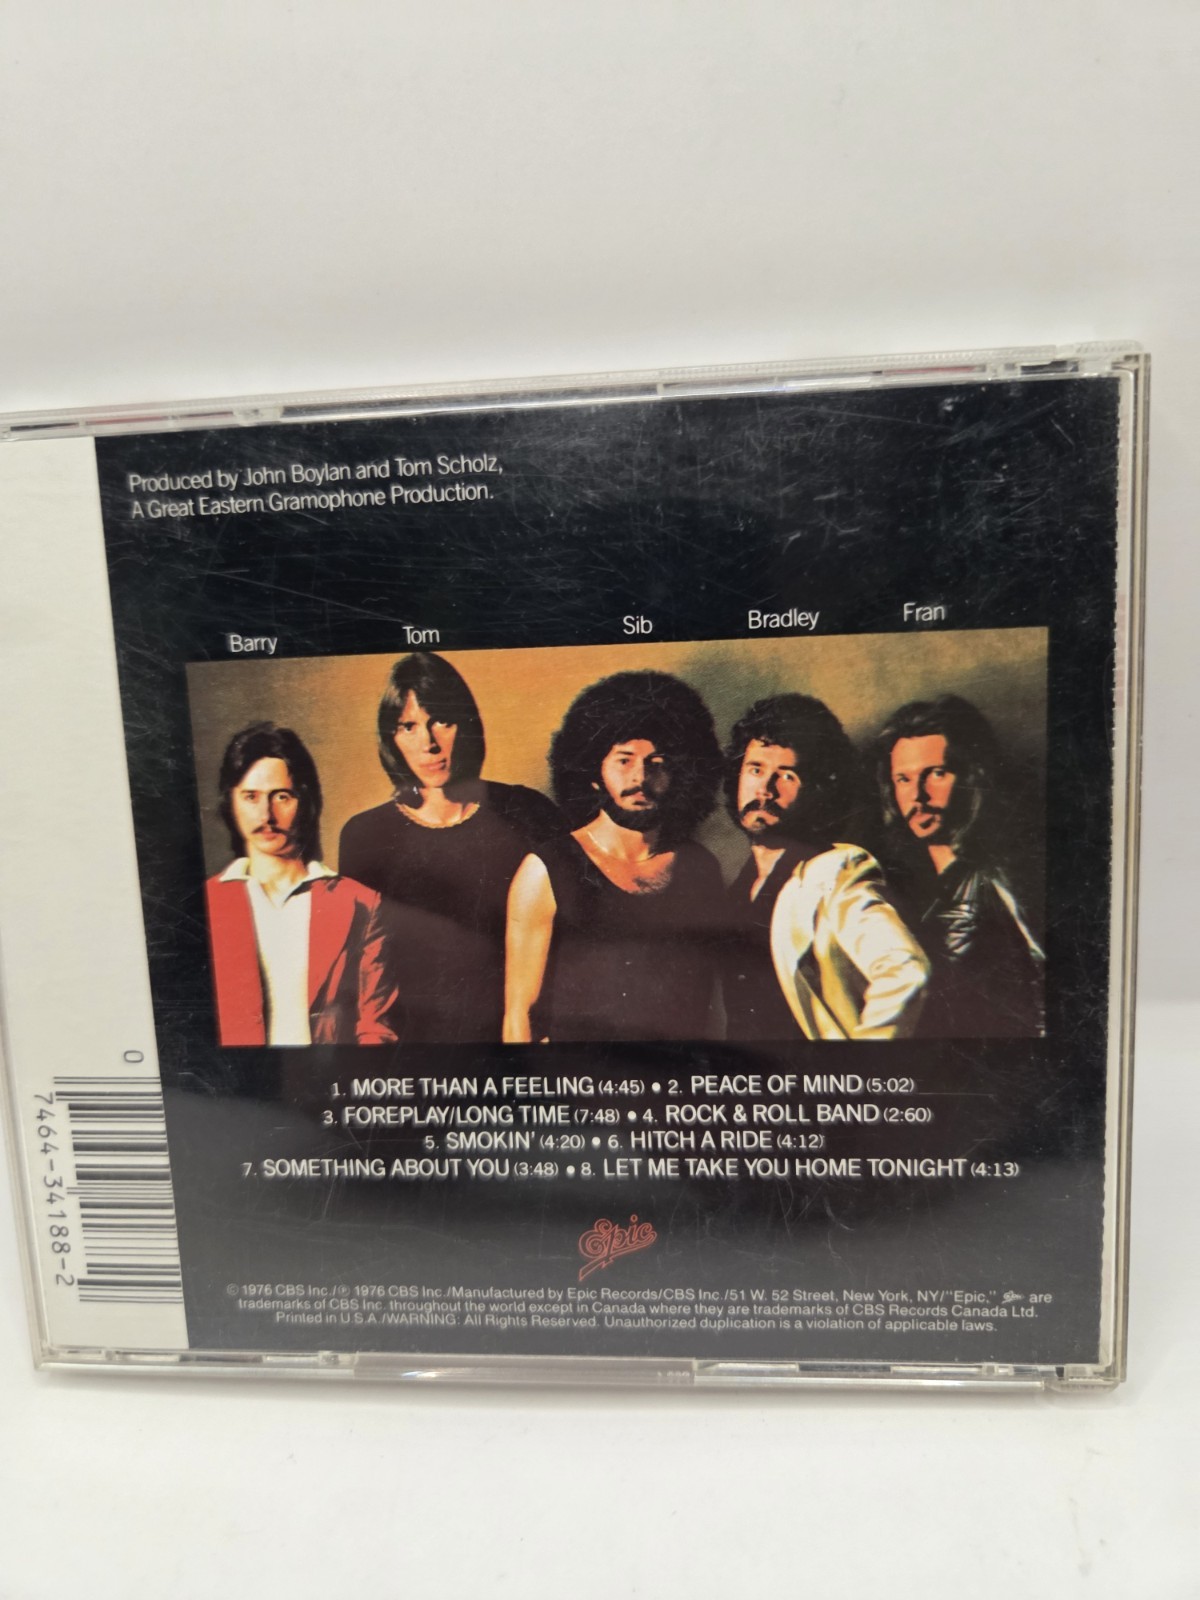 Produced by John Boylan and Tom Scholz,
A Great Eastern Gramophone Production.
Barry Tom Sib Bradley Fran
1. MORE THAN A FEELING (4:45) • 2. PEACE OF MIND (5:02)
3. FOREPLAY/LONG TIME (7:48) • 4. ROCK & ROLL BAND (2:60)
5. SMOKIN' (4:20) • 6. HITCH A RIDE (4:12)
7. SOMETHING ABOUT YOU (3:48) • 8. LET ME TAKE YOU HOME TONIGHT (4:13)
Epic
© 1976 CBS Inc./℗ 1976 CBS Inc./Manufactured by Epic Records/CBS Inc./51 W. 52 Street, New York, NY/"Epic," are
trademarks of CBS Inc. throughout the world except in Canada where they are trademarks of CBS Records Canada Ltd.
Printed in U.S.A./WARNING: All Rights Reserved. Unauthorized duplication is a violation of applicable laws.
0
7464-34188-2